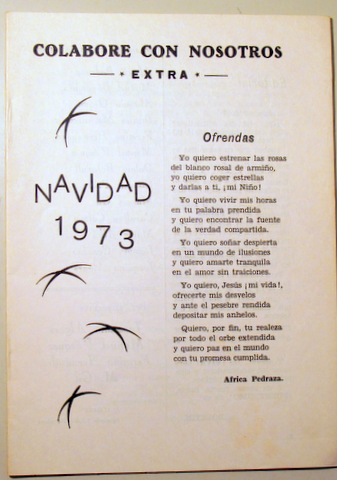 COLABORE CON NOSOTROS
— * EXTRA * —
NAVIDAD
1973
Ofrendas
Yo quiero estrenar las rosas
del blanco rosal de armiño,
yo quiero coger estrellas
y darlas a ti, ¡mi Niño!
Yo quiero vivir mis horas
en tu palabra prendida
y quiero encontrar la fuente
de la verdad compartida.
Yo quiero soñar despierta
en un mundo de ilusiones
y quiero amarte tranquila
en el amor sin traiciones.
Yo quiero, Jesús ¡mi vida!,
ofrecerte mis desvelos
y ante el pesebre rendida
depositar mis anhelos.
Quiero, por fin, tu realeza
por todo el orbe extendida
y quiero paz en el mundo
con tu promesa cumplida.
Africa Pedraza.